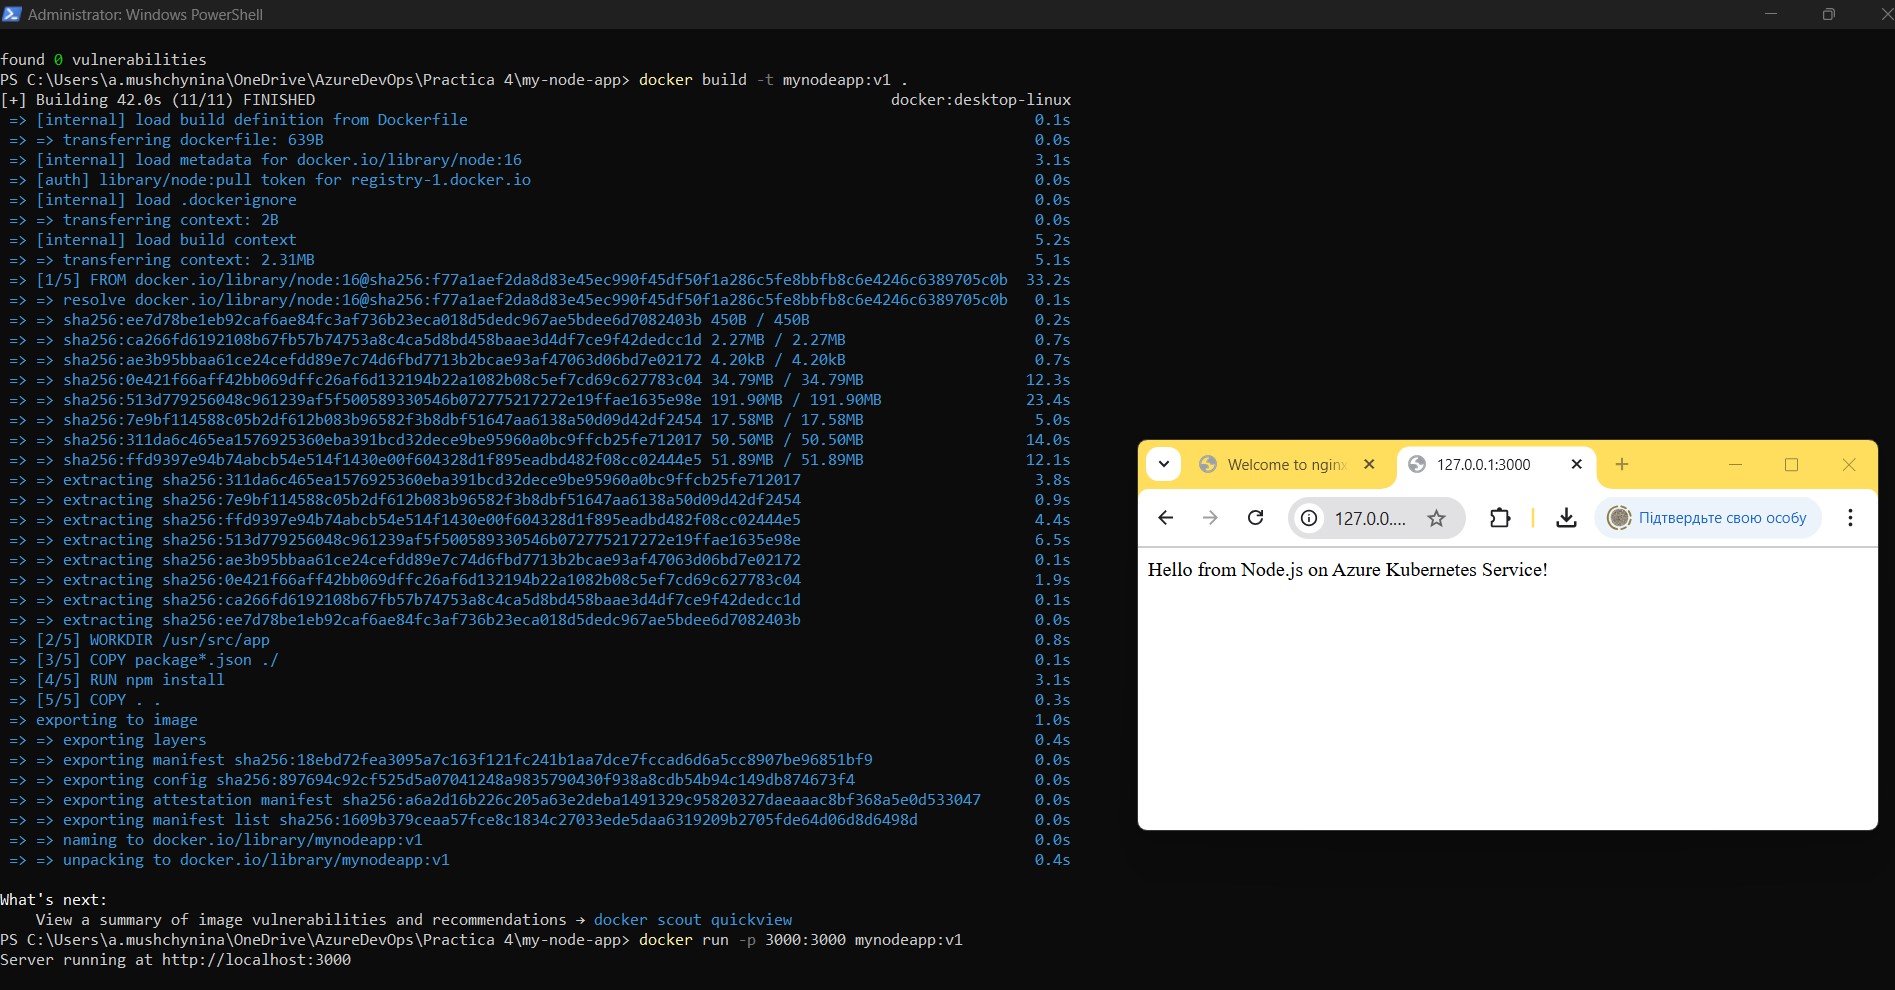 Administrator: Windows PowerShell
found 0 vulnerabilities
PS C:\Users\a.mushchynina\OneDrive\AzureDevOps\Practica 4\my-node-app> docker build -t mynodeapp:v1 .
[+] Building 42.0s (11/11) FINISHED docker:desktop-linux
=> [internal] load build definition from Dockerfile 0.1s
=> => transferring dockerfile: 639B 0.0s
=> [internal] load metadata for docker.io/library/node:16 3.1s
=> [auth] library/node:pull token for registry-1.docker.io 0.0s
=> [internal] load .dockerignore 0.0s
=> => transferring context: 2B 0.0s
=> [internal] load build context 5.2s
=> => transferring context: 2.31MB 5.1s
=> [1/5] FROM docker.io/library/node:16@sha256:f77a1aef2da8d83e45ec990f45df50f1a286c5fe8bbfb8c6e4246c6389705c0b 33.2s
=> => resolve docker.io/library/node:16@sha256:f77a1aef2da8d83e45ec990f45df50f1a286c5fe8bbfb8c6e4246c6389705c0b 0.1s
=> => sha256:ee7d78be1eb92caf6ae84fc3af736b23eca018d5dedc967ae5bdee6d7082403b 450B / 450B 0.2s
=> => sha256:ca266fd6192108b67fb57b74753a8c4ca5d8bd458baae3d4df7ce9f42dedcc1d 2.27MB / 2.27MB 0.7s
=> => sha256:ae3b95bbaa61ce24cefdd89e7c74d6fbd7713b2bcae93af47063d06bd7e02172 4.20kB / 4.20kB 0.7s
=> => sha256:0e421f66aff42bb069dffc26af6d132194b22a1082b08c5ef7cd69c627783c04 34.79MB / 34.79MB 12.3s
=> => sha256:513d779256048c961239af5f500589330546b072775217272e19ffae1635e98e 191.90MB / 191.90MB 23.4s
=> => sha256:7e9bf114588c05b2df612b083b96582f3b8dbf51647aa6138a50d09d42df2454 17.58MB / 17.58MB 5.0s
=> => sha256:311da6c465ea1576925360eba391bcd32dece9be95960a0bc9ffcb25fe712017 50.50MB / 50.50MB 14.0s
=> => sha256:ffd9397e94b74abcb54e514f1430e00f604328d1f895eadbd482f08cc02444e5 51.89MB / 51.89MB 12.1s
=> => extracting sha256:311da6c465ea1576925360eba391bcd32dece9be95960a0bc9ffcb25fe712017 3.8s
=> => extracting sha256:7e9bf114588c05b2df612b083b96582f3b8dbf51647aa6138a50d09d42df2454 0.9s
=> => extracting sha256:ffd9397e94b74abcb54e514f1430e00f604328d1f895eadbd482f08cc02444e5 4.4s
=> => extracting sha256:513d779256048c961239af5f500589330546b072775217272e19ffae1635e98e 6.5s
=> => extracting sha256:ae3b95bbaa61ce24cefdd89e7c74d6fbd7713b2bcae93af47063d06bd7e02172 0.1s
=> => extracting sha256:0e421f66aff42bb069dffc26af6d132194b22a1082b08c5ef7cd69c627783c04 1.9s
=> => extracting sha256:ca266fd6192108b67fb57b74753a8c4ca5d8bd458baae3d4df7ce9f42dedcc1d 0.1s
=> => extracting sha256:ee7d78be1eb92caf6ae84fc3af736b23eca018d5dedc967ae5bdee6d7082403b 0.0s
=> [2/5] WORKDIR /usr/src/app 0.8s
=> [3/5] COPY package*.json ./ 0.1s
=> [4/5] RUN npm install 3.1s
=> [5/5] COPY . . 0.3s
=> exporting to image 1.0s
=> => exporting layers 0.4s
=> => exporting manifest sha256:18ebd72fea3095a7c163f121fc241b1aa7dce7fccad6d6a5cc8907be96851bf9 0.0s
=> => exporting config sha256:897694c92cf525d5a07041248a9835790430f938a8cdb54b94c149db874673f4 0.0s
=> => exporting attestation manifest sha256:a6a2d16b226c205a63e2deba1491329c95820327daeaaac8bf368a5e0d533047 0.0s
=> => exporting manifest list sha256:1609b379ceaa57fce8c1834c27033ede5daa6319209b2705fde64d06d8d6498d 0.0s
=> => naming to docker.io/library/mynodeapp:v1 0.0s
=> => unpacking to docker.io/library/mynodeapp:v1 0.4s
What's next:
View a summary of image vulnerabilities and recommendations → docker scout quickview
PS C:\Users\a.mushchynina\OneDrive\AzureDevOps\Practica 4\my-node-app> docker run -p 3000:3000 mynodeapp:v1
Server running at http://localhost:3000
Welcome to nginx 127.0.0.1:3000
127.0.0.... Підтвердьте свою особу
Hello from Node.js on Azure Kubernetes Service!